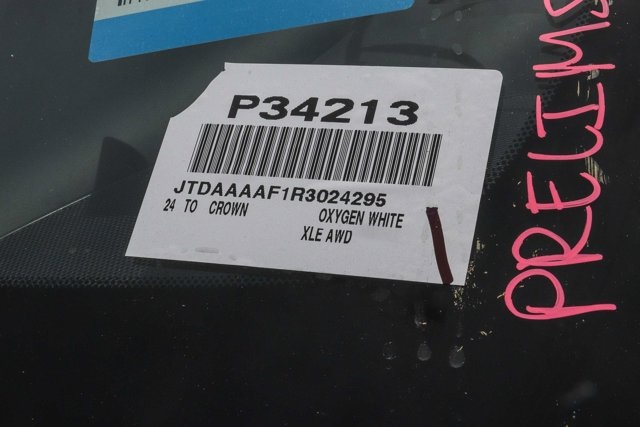 P34213
JTDAAAAF1R3024295
24 TO CROWN OXYGEN WHITE
XLE AWD
PRELIMS